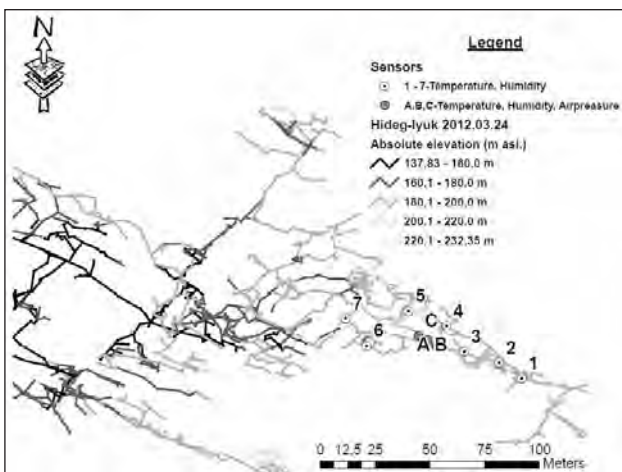 N
Legend
Sensors
1 - 7-Temperature, Humidity
A,B,C-Temperature, Humidity, Airpreasure
Hideg-lyuk 2012.03.24
Absolute elevation (m asl.)
137,83 - 160,0 m
160,1 - 180,0 m
180,1 - 200,0 m
200,1 - 220,0 m
220,1 - 232,35 m
5
7
C
4
6
A
B
3
2
1
0 12,5 25 50 75 100
Meters